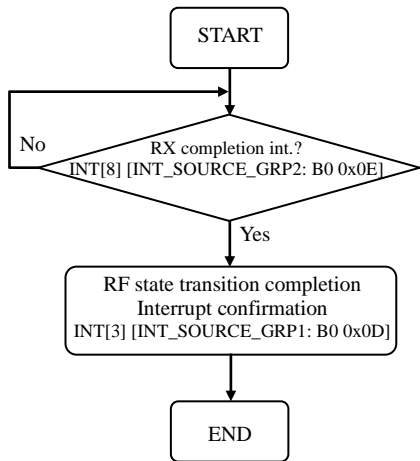 START
No
RX completion int.?
INT[8] [INT_SOURCE_GRP2: B0 0x0E]
Yes
RF state transition completion
Interrupt confirmation
INT[3] [INT_SOURCE_GRP1: B0 0x0D]
END